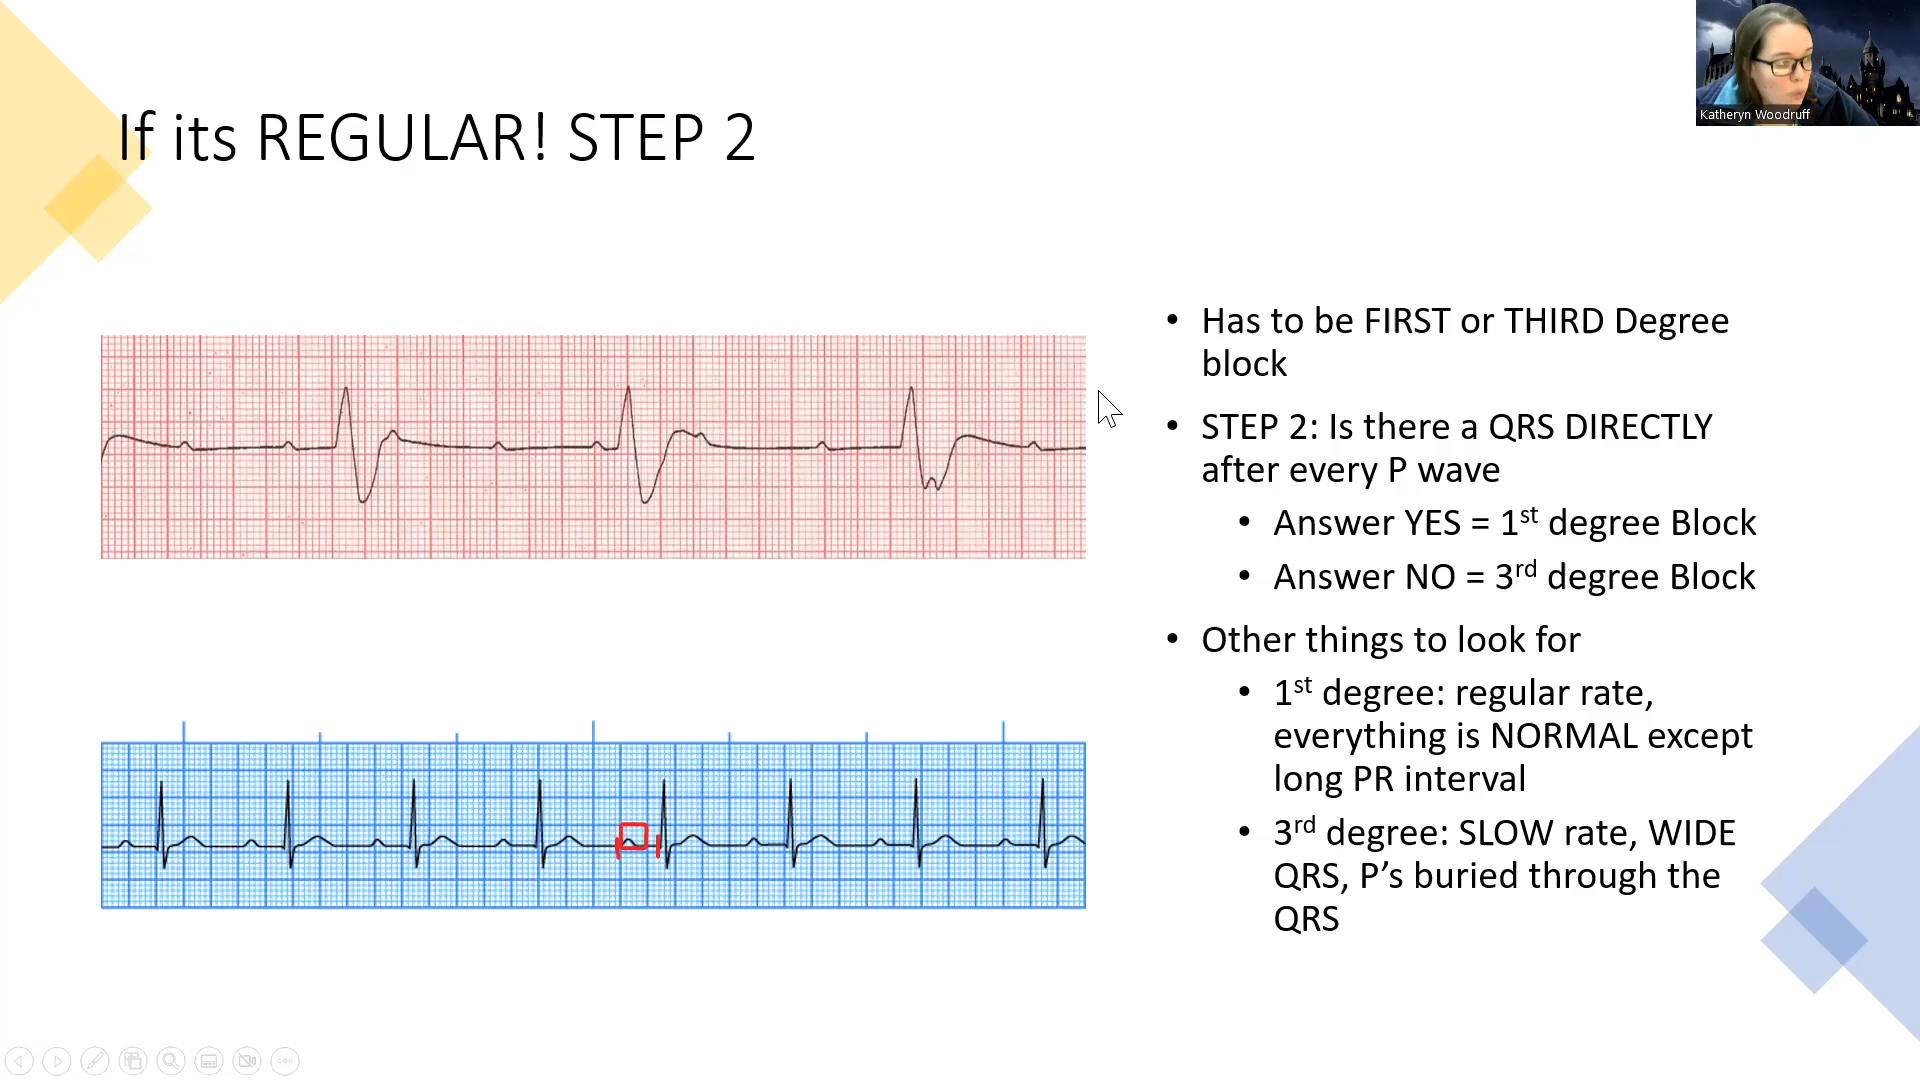 If its REGULAR! STEP 2
Katheryn Woodruff
• Has to be FIRST or THIRD Degree
block
• STEP 2: Is there a QRS DIRECTLY
after every P wave
• Answer YES = 1st degree Block
• Answer NO = 3rd degree Block
• Other things to look for
• 1st degree: regular rate,
everything is NORMAL except
long PR interval
• 3rd degree: SLOW rate, WIDE
QRS, P’s buried through the
QRS